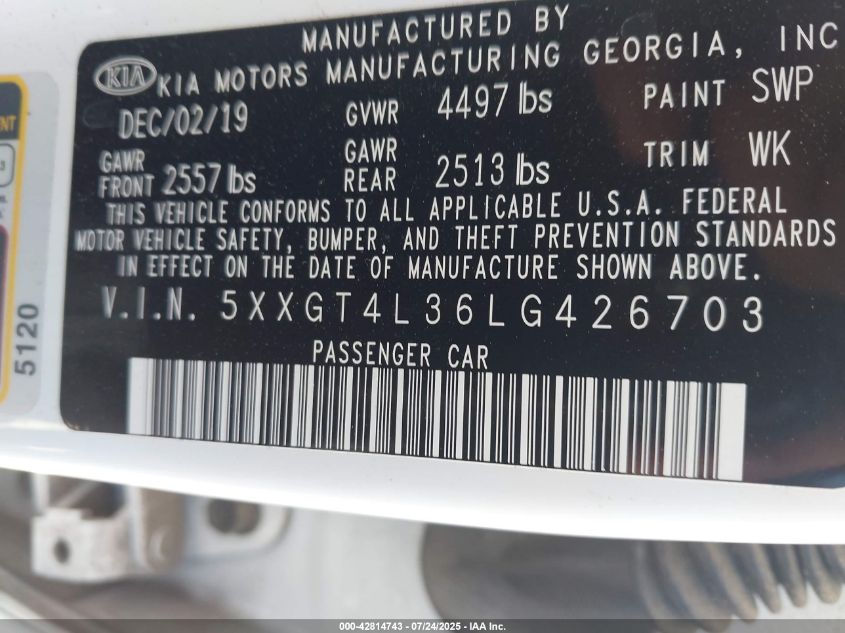 MANUFACTURED BY
KIA KIA MOTORS MANUFACTURING GEORGIA, INC
DEC/02/19 GVWR 4497 lbs PAINT SWP
GAWR FRONT 2557 lbs GAWR REAR 2513 lbs TRIM WK
THIS VEHICLE CONFORMS TO ALL APPLICABLE U.S.A. FEDERAL
MOTOR VEHICLE SAFETY, BUMPER, AND THEFT PREVENTION STANDARDS
IN EFFECT ON THE DATE OF MANUFACTURE SHOWN ABOVE.
V.I.N. 5XXGT4L36LG426703
PASSENGER CAR
5120
000-42814743 - 07/24/2025 - IAA Inc.